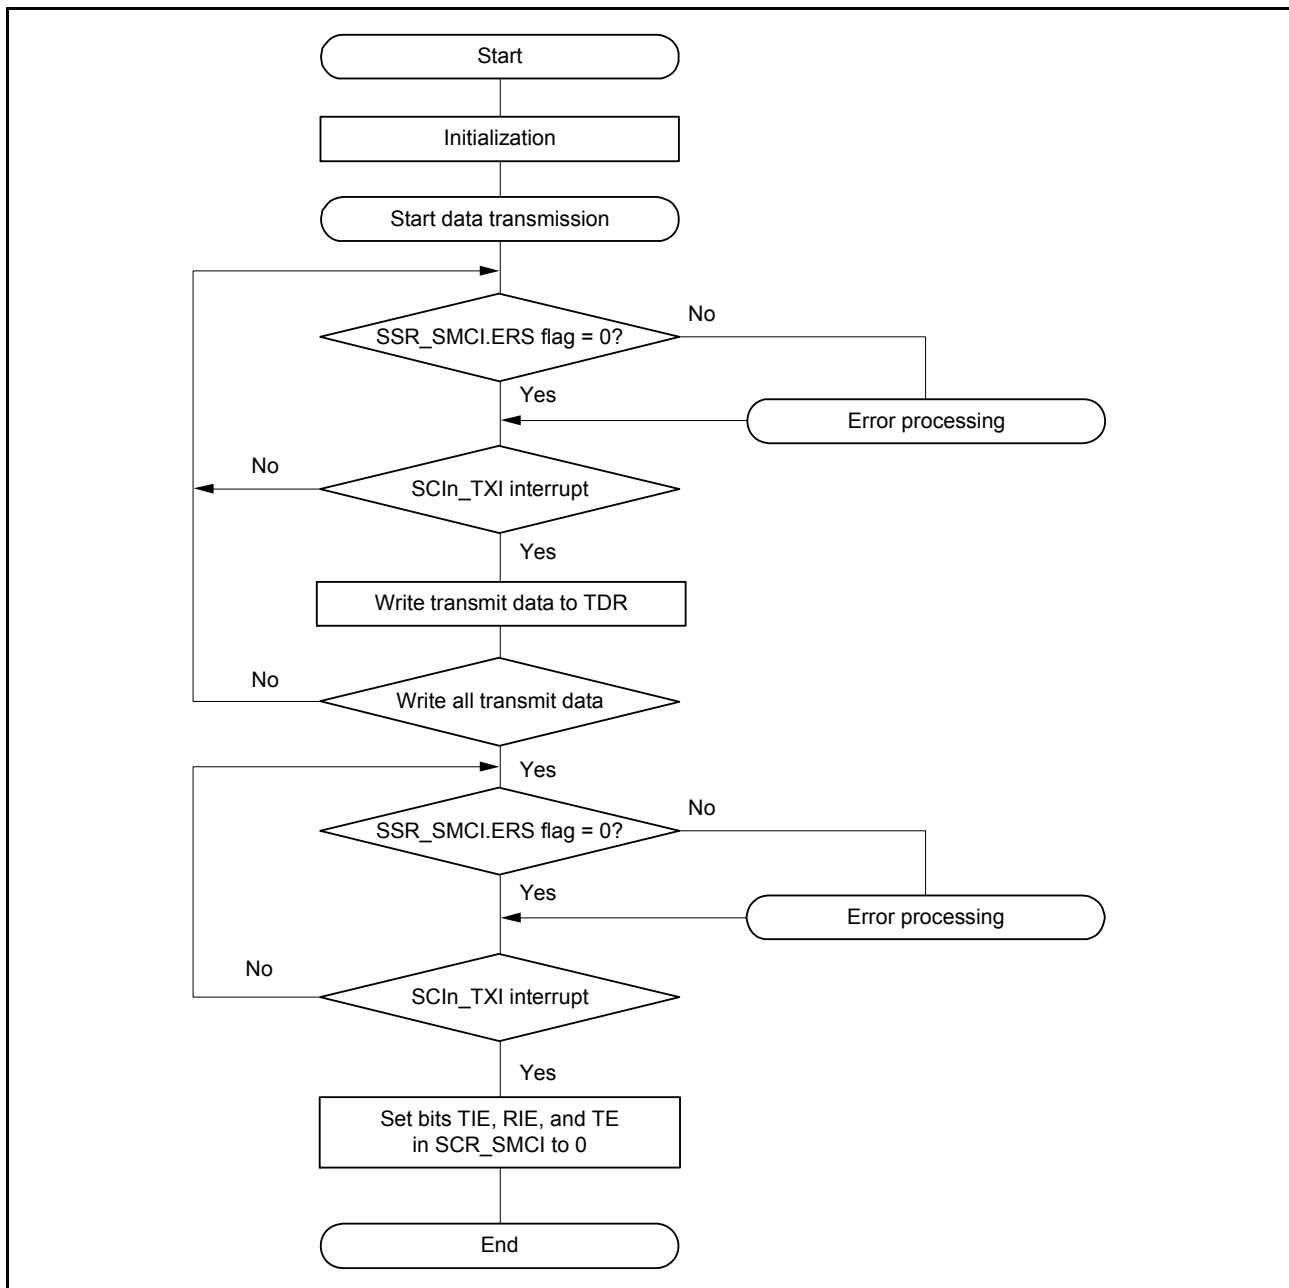 Start
Initialization
Start data transmission
SSR_SMCI.ERS flag = 0?
No
Yes
Error processing
No
SCIn_TXI interrupt
Yes
Write transmit data to TDR
No
Write all transmit data
Yes
SSR_SMCI.ERS flag = 0?
No
Yes
Error processing
No
SCIn_TXI interrupt
Yes
Set bits TIE, RIE, and TE
in SCR_SMCI to 0
End